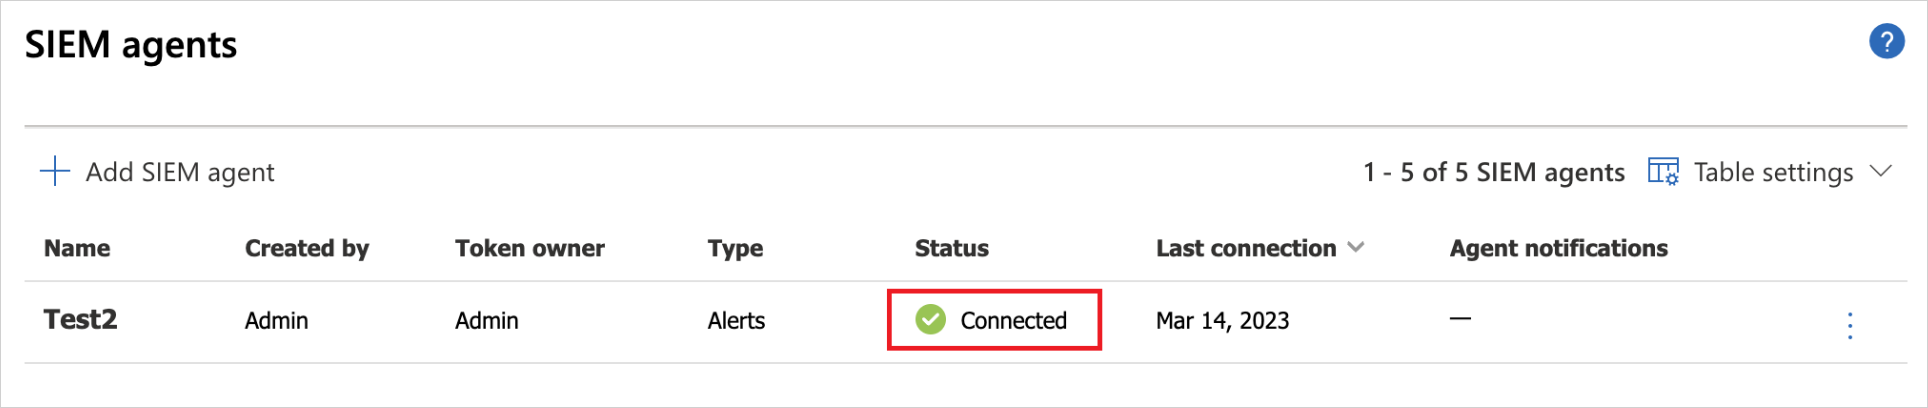 SIEM agents
?
Add SIEM agent
1 - 5 of 5 SIEM agents Table settings
Name Created by Token owner Type Status Last connection Agent notifications
Test2 Admin Admin Alerts Connected Mar 14, 2023 —